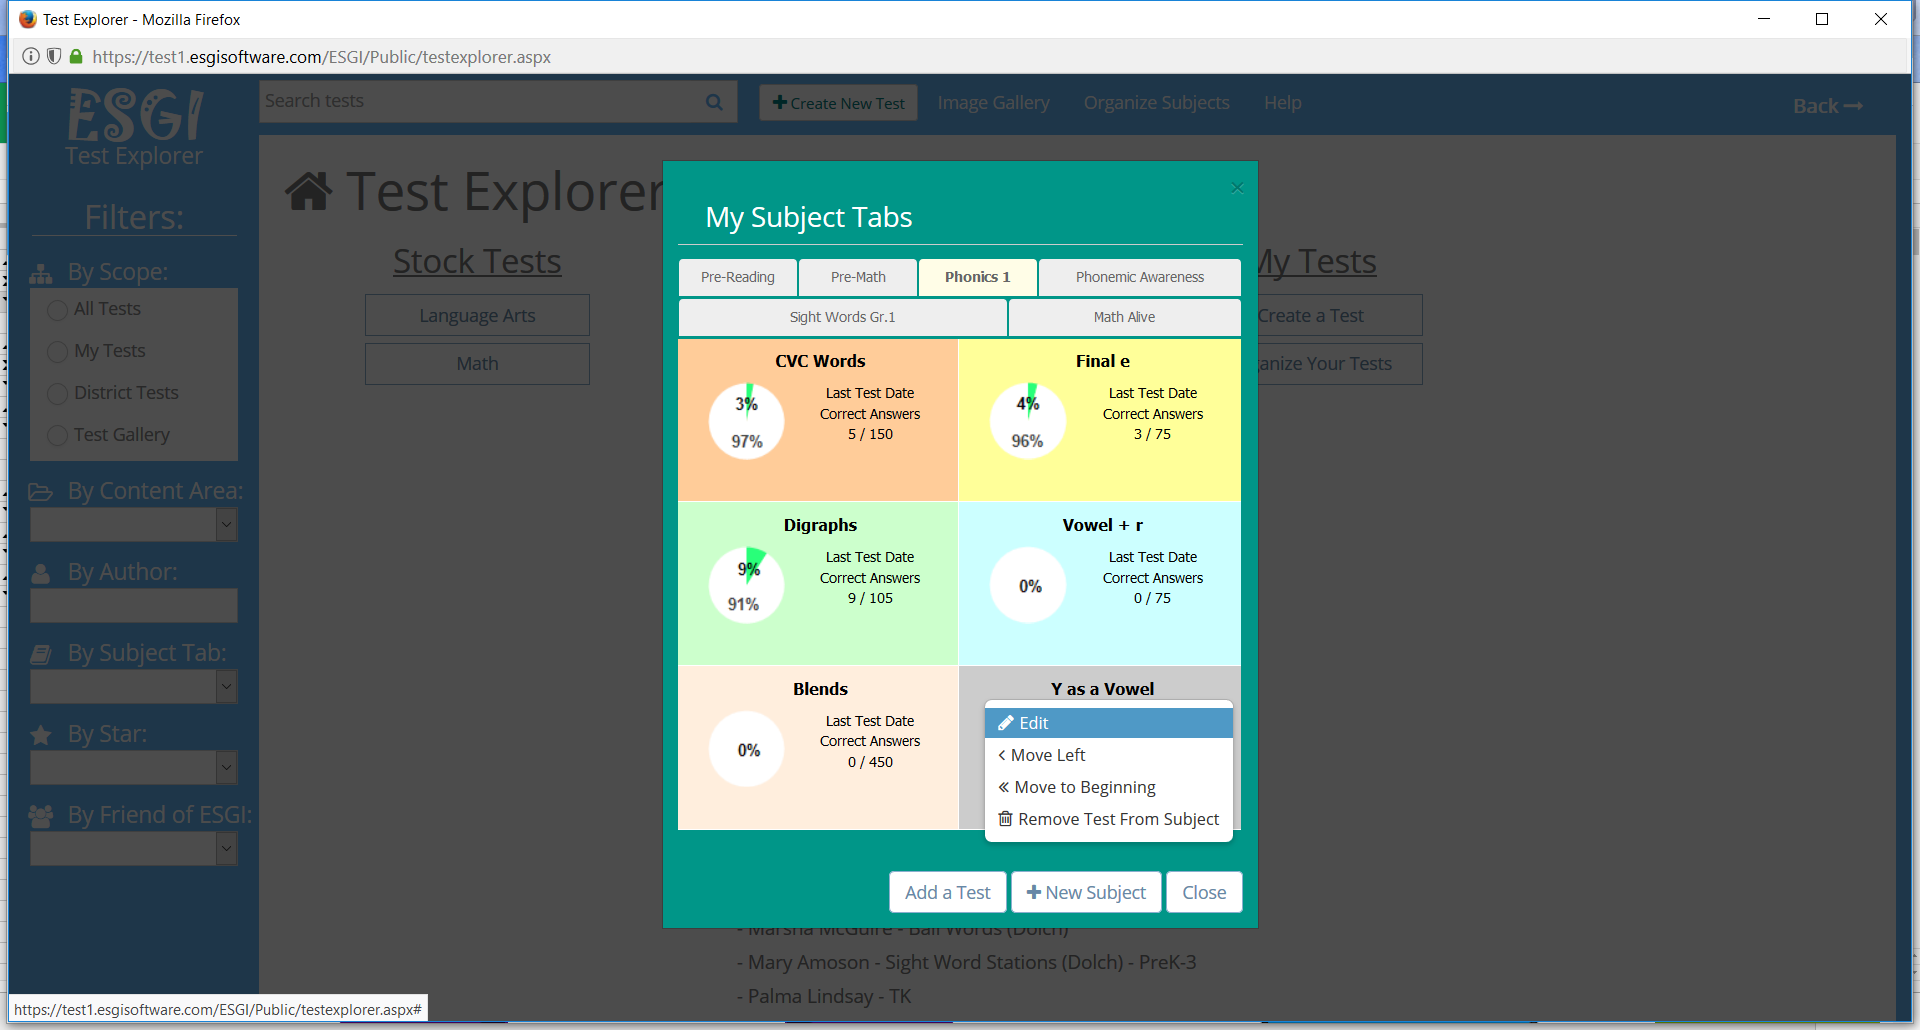 Test Explorer - Mozilla Firefox
https://test1.esgisoftware.com/ESGI/Public/testexplorer.aspx
ESGI
Test Explorer
Search tests
Create New Test
Image Gallery
Organize Subjects
Help
Back
Filters:
By Scope:
All Tests
My Tests
District Tests
Test Gallery
By Content Area:
By Author:
By Subject Tab:
By Star:
By Friend of ESGI:
Test Explorer
Stock Tests
Language Arts
Math
My Tests
Create a Test
anize Your Tests
My Subject Tabs
Pre-Reading
Pre-Math
Phonics 1
Phonemic Awareness
Sight Words Gr.1
Math Alive
CVC Words
3%
97%
Last Test Date
Correct Answers
5 / 150
Final e
4%
96%
Last Test Date
Correct Answers
3 / 75
Digraphs
9%
91%
Last Test Date
Correct Answers
9 / 105
Vowel + r
0%
Last Test Date
Correct Answers
0 / 75
Blends
0%
Last Test Date
Correct Answers
0 / 450
Y as a Vowel
Edit
Move Left
Move to Beginning
Remove Test From Subject
Add a Test
New Subject
Close
- Marsha McGuire - Ball Words (Dolch)
- Mary Amoson - Sight Word Stations (Dolch) - PreK-3
- Palma Lindsay - TK
https://test1.esgisoftware.com/ESGI/Public/testexplorer.aspx#